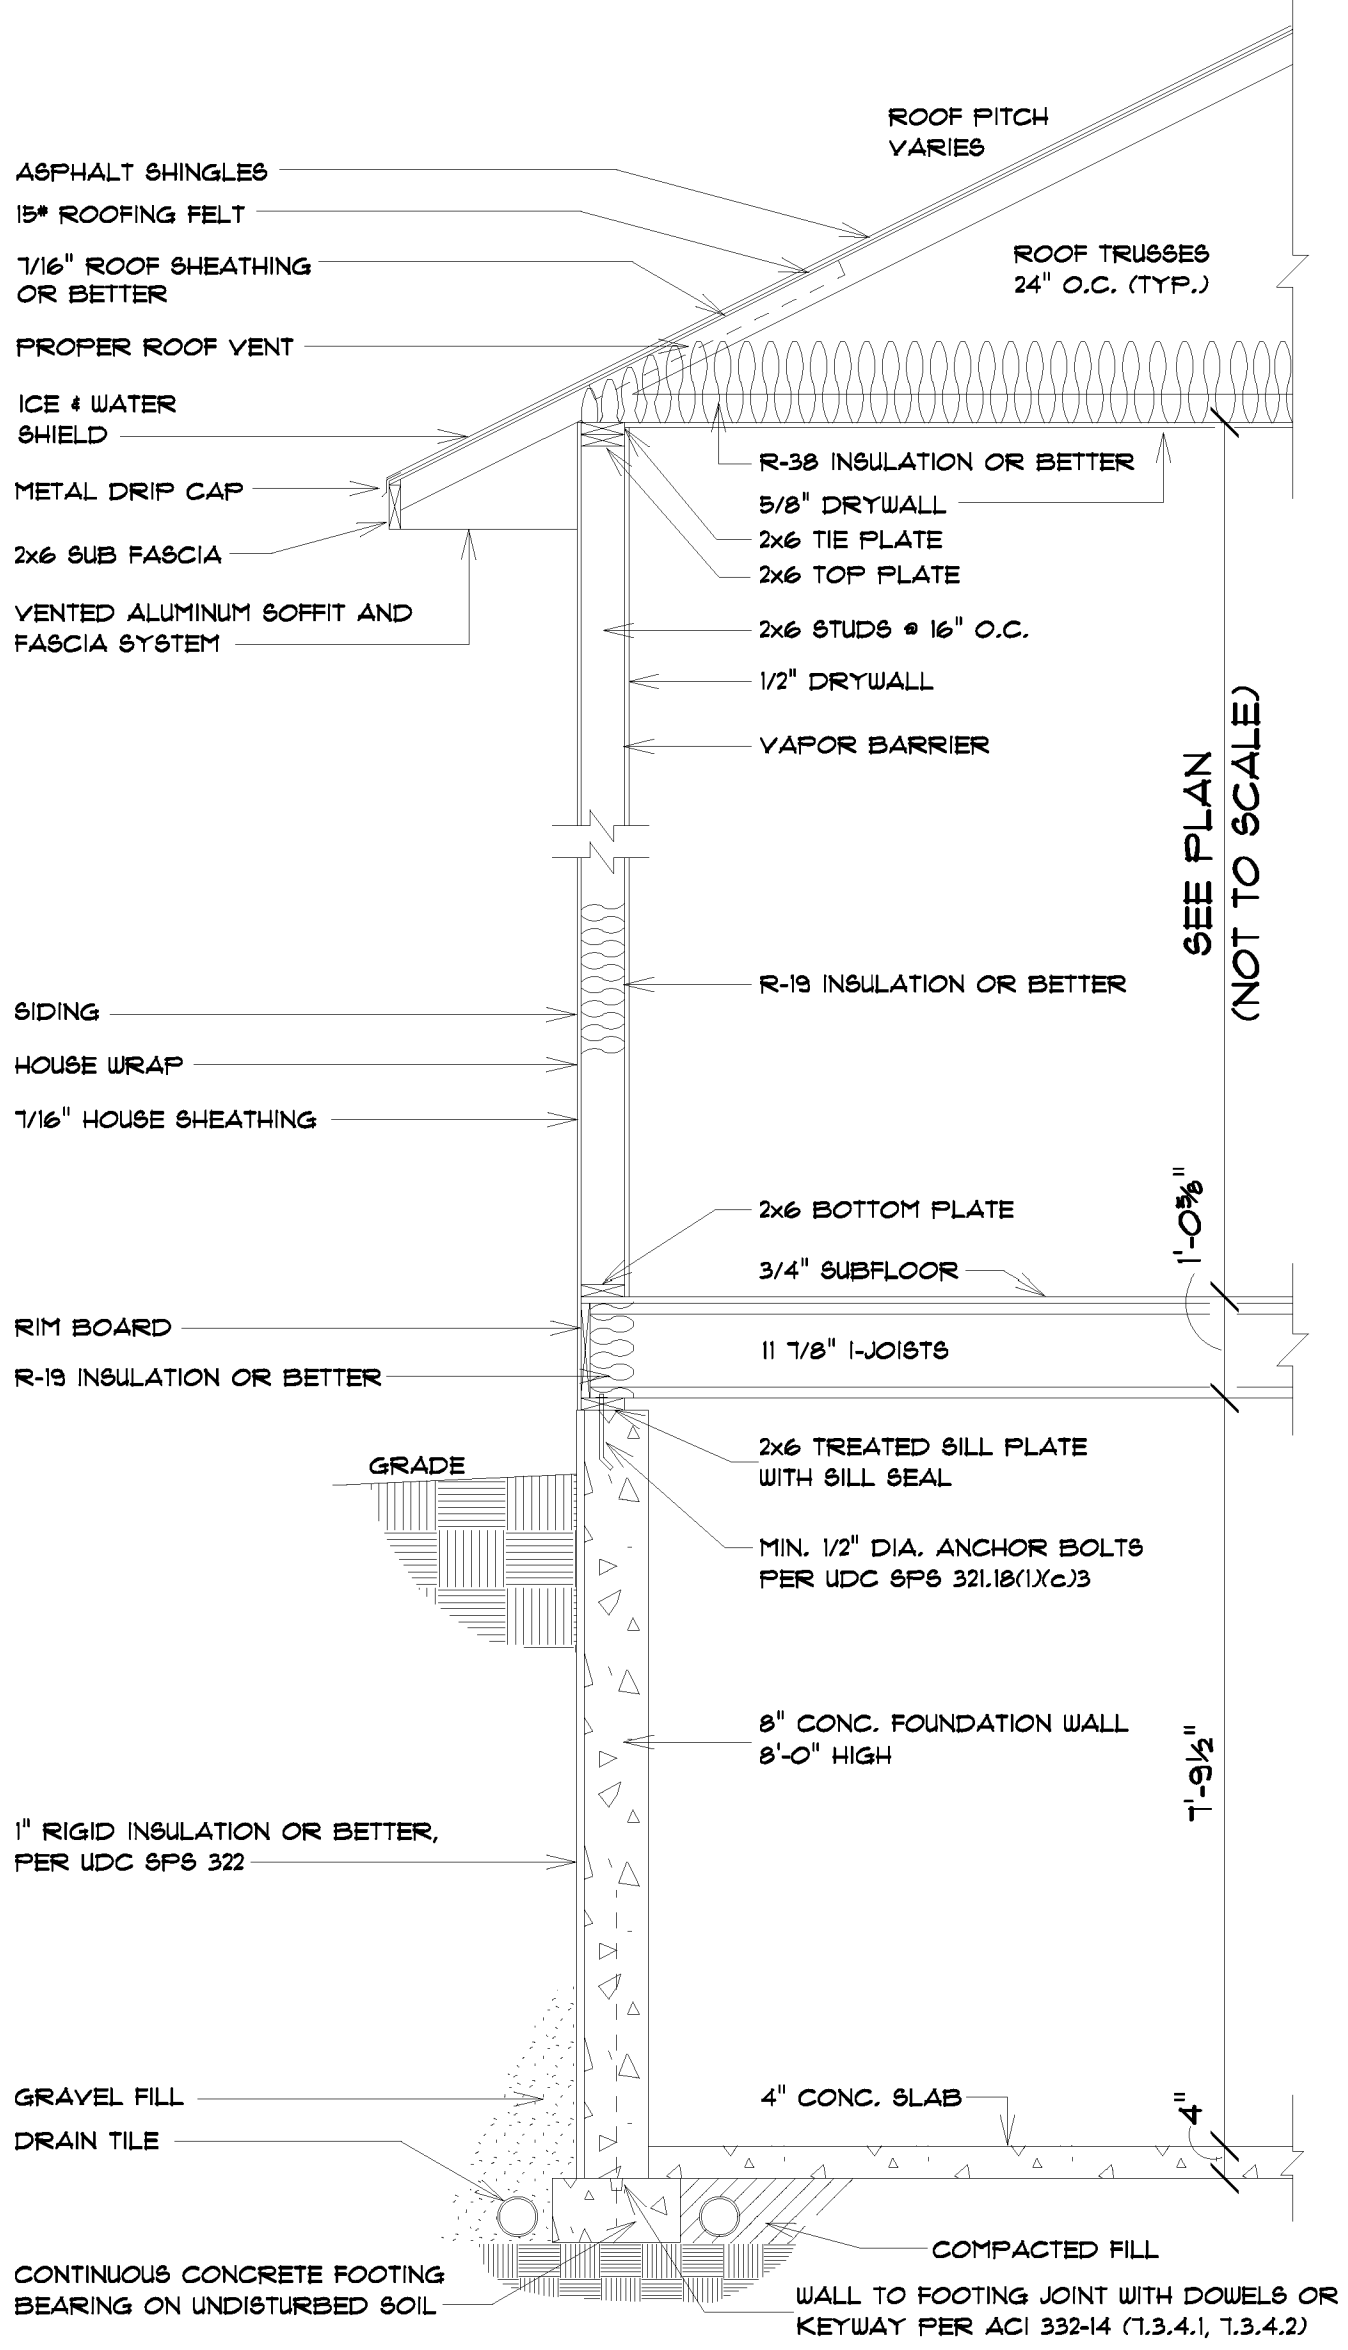 ROOF PITCH
VARIES
ASPHALT SHINGLES
15# ROOFING FELT
7/16" ROOF SHEATHING
OR BETTER
ROOF TRUSSES
24" O.C. (TYP.)
PROPER ROOF VENT
ICE & WATER
SHIELD
METAL DRIP CAP
2x6 SUB FASCIA
VENTED ALUMINUM SOFFIT AND
FASCIA SYSTEM
R-38 INSULATION OR BETTER
5/8" DRYWALL
2x6 TIE PLATE
2x6 TOP PLATE
2x6 STUDS @ 16" O.C.
1/2" DRYWALL
VAPOR BARRIER
SEE PLAN
(NOT TO SCALE)
R-19 INSULATION OR BETTER
SIDING
HOUSE WRAP
7/16" HOUSE SHEATHING
2x6 BOTTOM PLATE
3/4" SUBFLOOR
1'-0 5/8"
RIM BOARD
R-19 INSULATION OR BETTER
11 7/8" I-JOISTS
GRADE
2x6 TREATED SILL PLATE
WITH SILL SEAL
MIN. 1/2" DIA. ANCHOR BOLTS
PER UDC SPS 321.18(1)(c)3
8" CONC. FOUNDATION WALL
8'-0" HIGH
7'-9 1/2"
1" RIGID INSULATION OR BETTER,
PER UDC SPS 322
GRAVEL FILL
DRAIN TILE
4" CONC. SLAB
4"
COMPACTED FILL
CONTINUOUS CONCRETE FOOTING
BEARING ON UNDISTURBED SOIL
WALL TO FOOTING JOINT WITH DOWELS OR
KEYWAY PER ACI 332-14 (7.3.4.1, 7.3.4.2)